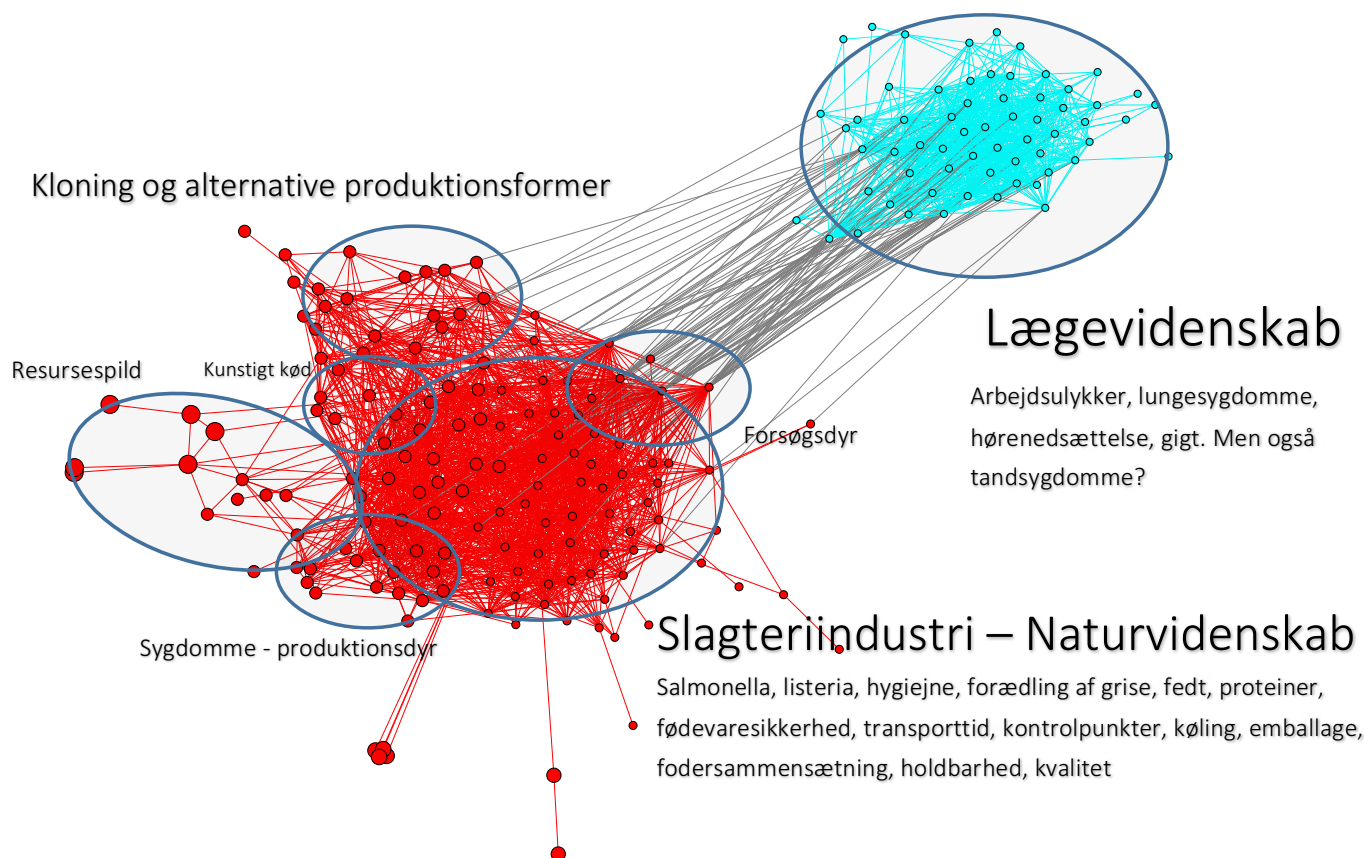 Kloning og alternative produktionsformer
Lægevidenskab
Resursespild
Kunstigt kød
Arbejdsulykker, lungesygdomme,
hørenedsættelse, gigt. Men også
tandsygdomme?
Forsøgsdyr
Sygdomme - produktionsdyr
Slagteriindustri – Naturvidenskab
Salmonella, listeria, hygiejne, forædling af grise, fedt, proteiner,
fødevaresikkerhed, transporttid, kontrolpunkter, køling, emballage,
fodersammensætning, holdbarhed, kvalitet